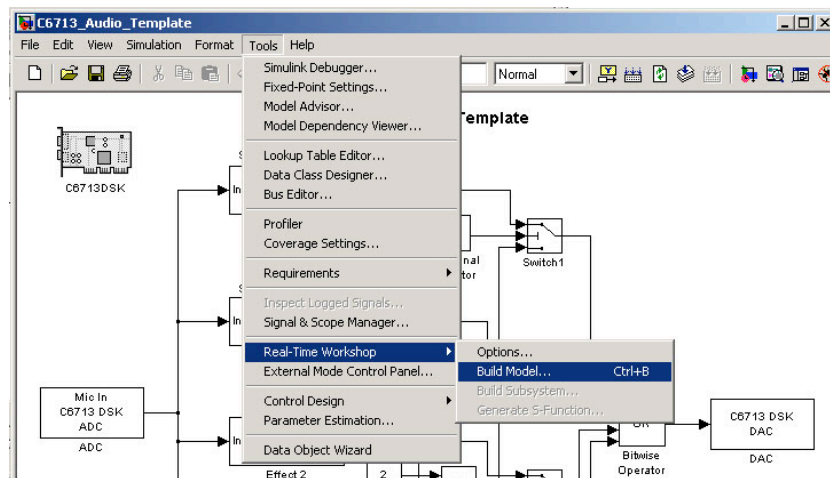 C6713_Audio_Template
File Edit View Simulation Format Tools Help
Normal
Simulink Debugger...
Fixed-Point Settings...
Model Advisor...
Model Dependency Viewer...
Lookup Table Editor...
Data Class Designer...
Bus Editor...
Profiler
Coverage Settings...
Requirements
Inspect Logged Signals...
Signal & Scope Manager...
Real-Time Workshop
External Mode Control Panel...
Control Design
Parameter Estimation...
Data Object Wizard
Options...
Build Model... Ctrl+B
Build Subsystem...
Generate S-Function...
Template
C6713DSK
In
Switch1
In
Mic In
C6713 DSK
ADC
ADC
In
Effect 2
2
Bitwise
Operator
C6713 DSK
DAC
DAC